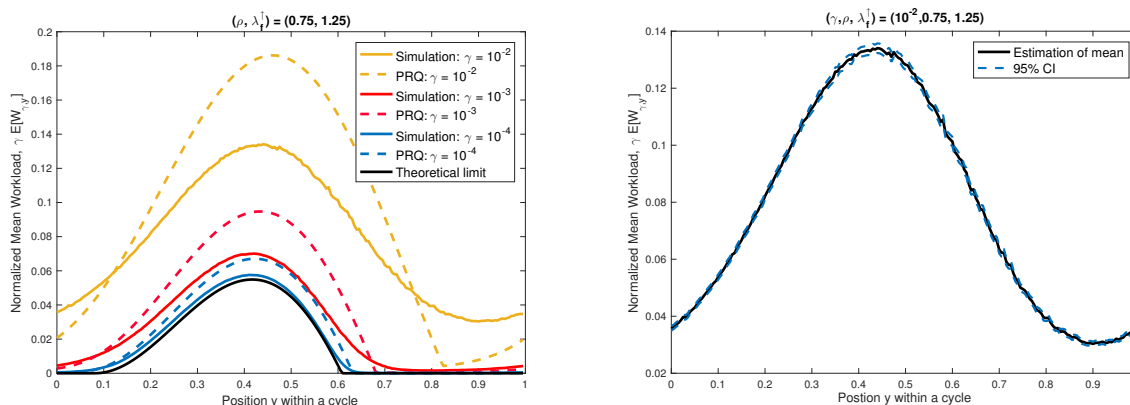 (ρ, λ_f^↑) = (0.75, 1.25)
Normalized Mean Workload, γ E[W_{γ,y}]
0.2
0.18
0.16
0.14
0.12
0.1
0.08
0.06
0.04
0.02
0
Simulation: γ = 10^{-2}
PRQ: γ = 10^{-2}
Simulation: γ = 10^{-3}
PRQ: γ = 10^{-3}
Simulation: γ = 10^{-4}
PRQ: γ = 10^{-4}
Theoretical limit
0 0.1 0.2 0.3 0.4 0.5 0.6 0.7 0.8 0.9 1
Position y within a cycle
(γ,ρ, λ_f^↑) = (10^{-2},0.75, 1.25)
Normalized Mean Workload, γ E[W_{γ,y}]
0.14
0.12
0.1
0.08
0.06
0.04
0.02
Estimation of mean
95% CI
0 0.1 0.2 0.3 0.4 0.5 0.6 0.7 0.8 0.9
Position y within a cycle